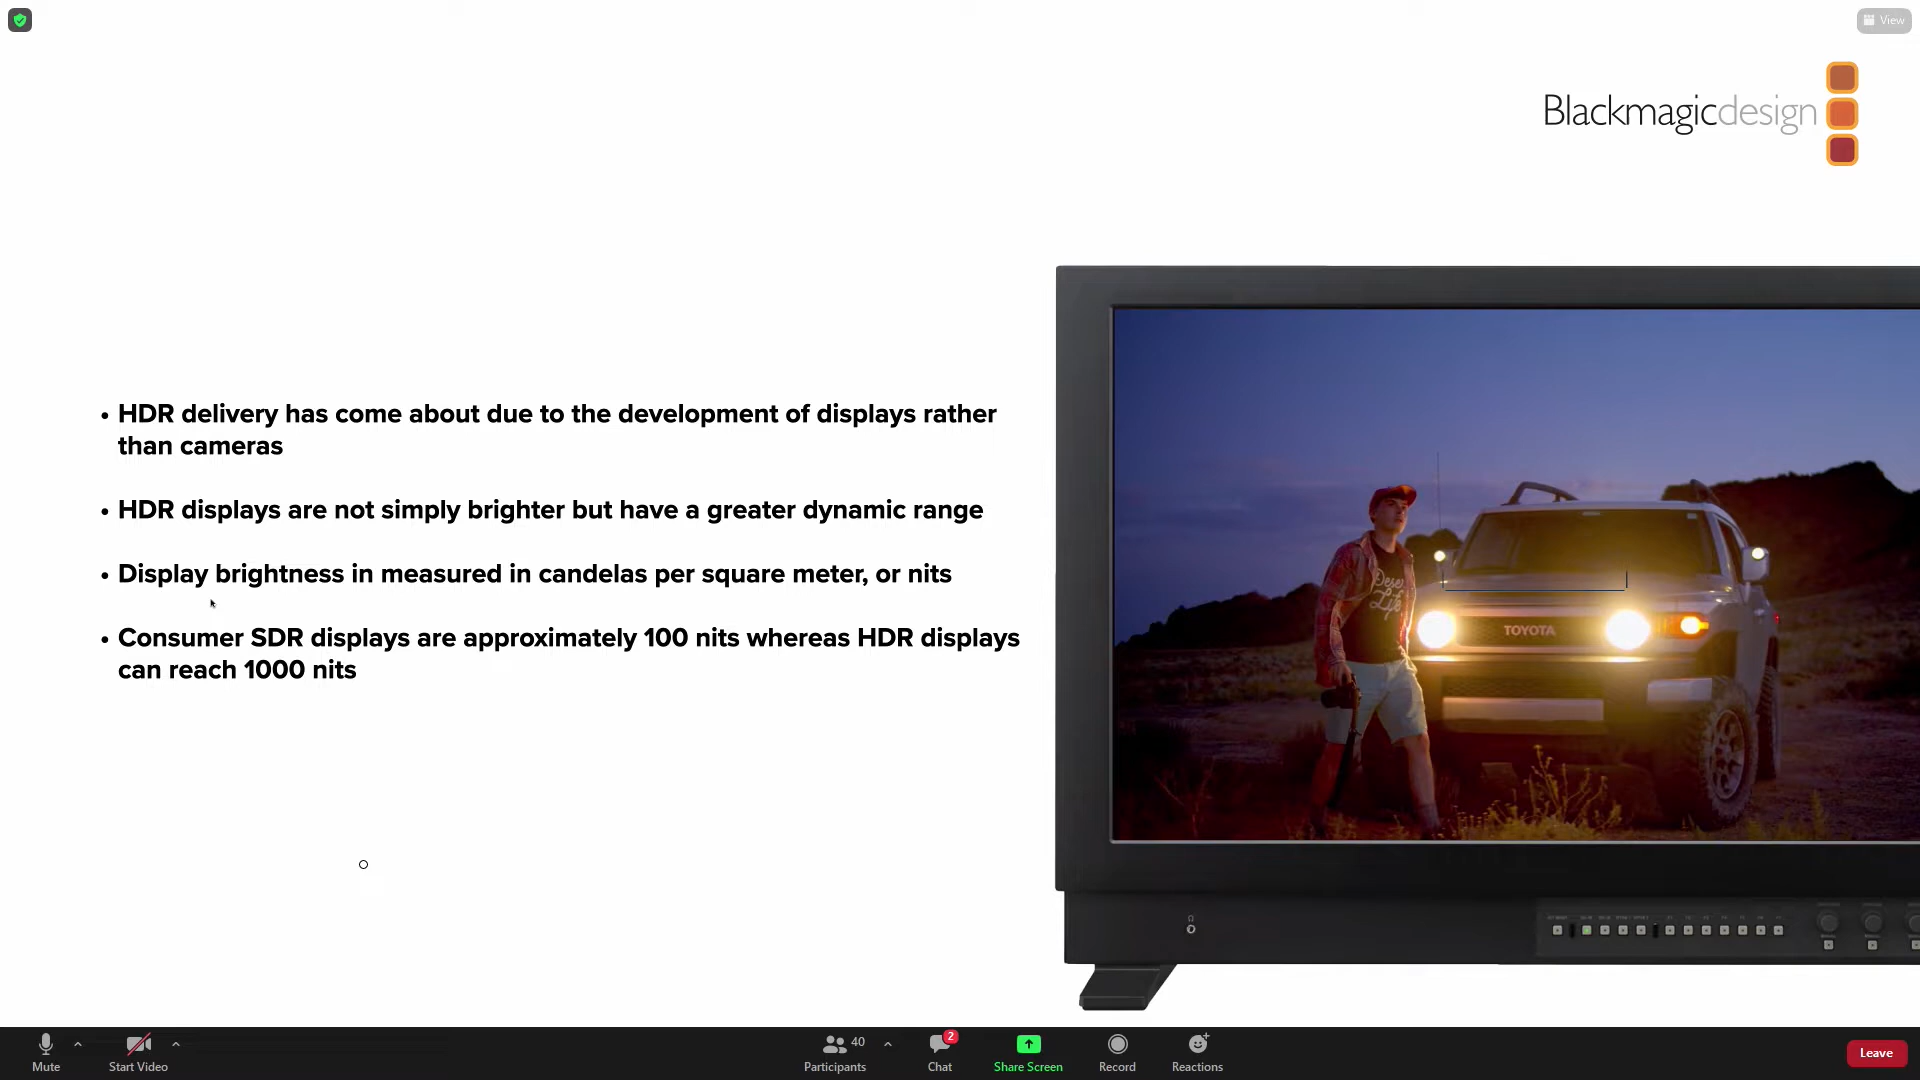 View
Blackmagicdesign
• HDR delivery has come about due to the development of displays rather
than cameras
• HDR displays are not simply brighter but have a greater dynamic range
• Display brightness in measured in candelas per square meter, or nits
• Consumer SDR displays are approximately 100 nits whereas HDR displays
can reach 1000 nits
Desert
Life
TOYOTA
Mute
Start Video
Participants
40
Chat
2
Share Screen
Record
Reactions
Leave